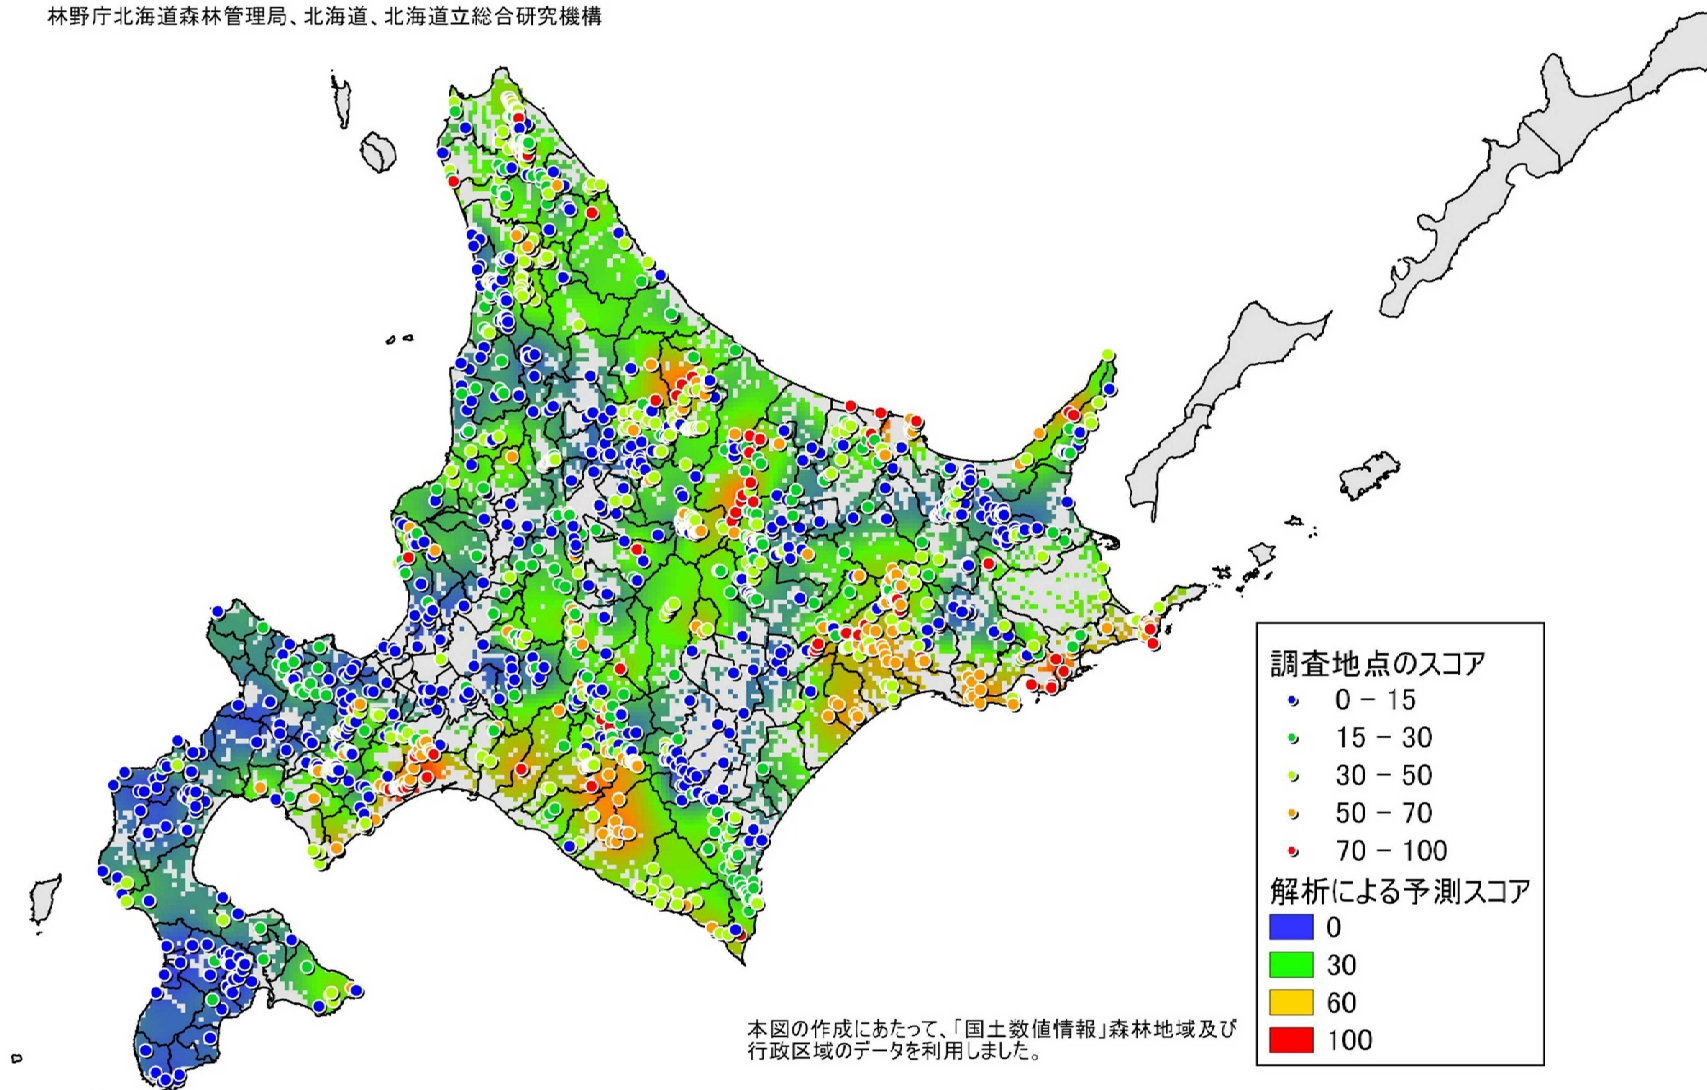 林野庁北海道森林管理局、北海道、北海道立総合研究機構
調査地点のスコア
0 - 15
15 - 30
30 - 50
50 - 70
70 - 100
解析による予測スコア
0
30
60
100
本図の作成にあたって、「国土数値情報」森林地域及び
行政区域のデータを利用しました。